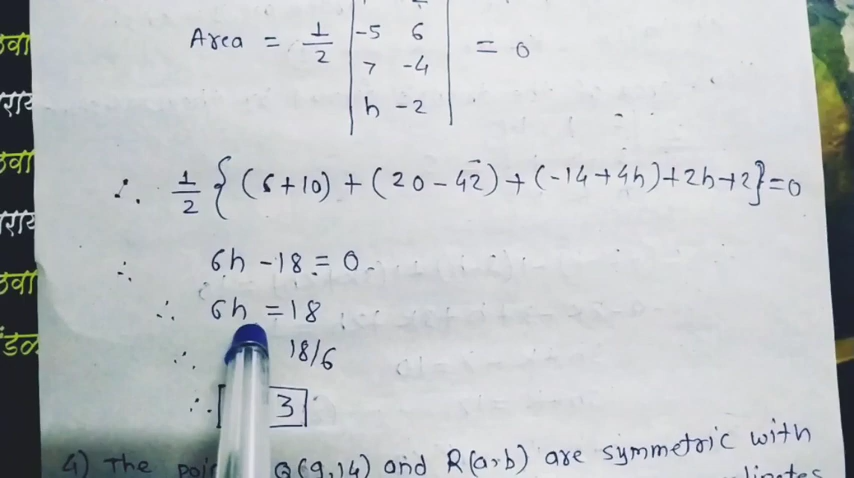 Area = 1/2 | -5 6 | = 0
7 -4
h -2
∴ 1/2 { (6+10) + (20-42) + (-14+4h) + 2h+2 } = 0
∴ 6h - 18 = 0
∴ 6h = 18
∴ 18/6
∴ 3
4) The Q(9,14) and R(a,b) are symmetric with